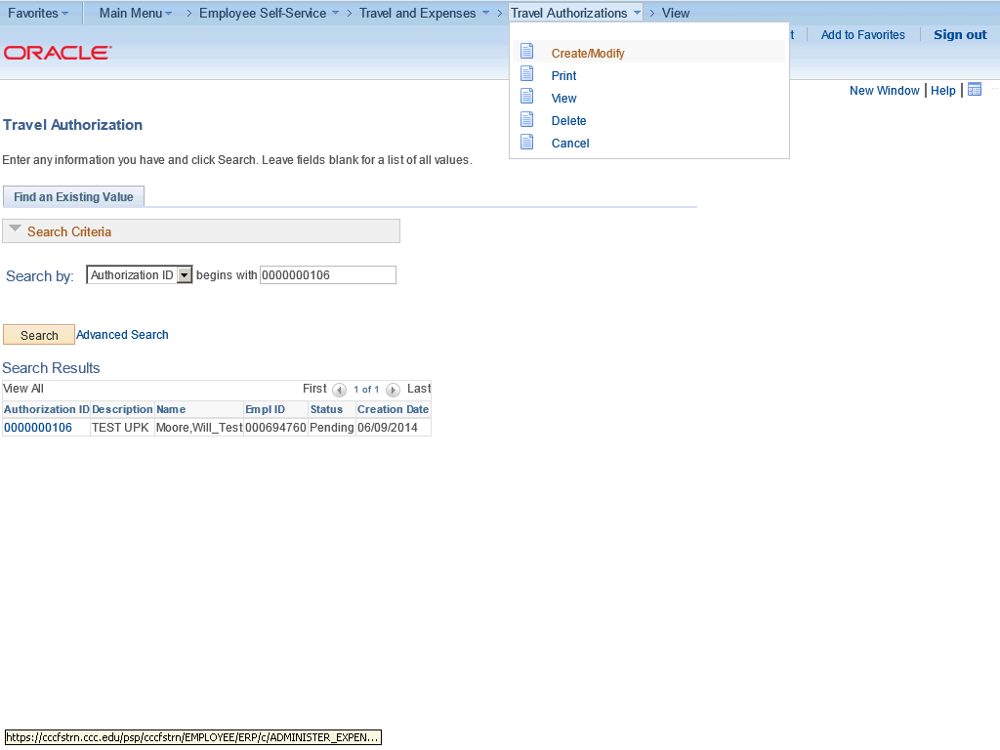 Favorites Main Menu > Employee Self-Service > Travel and Expenses > Travel Authorizations > View
Add to Favorites Sign out
ORACLE
Create/Modify
Print
View
Delete
Cancel
New Window | Help |
Travel Authorization
Enter any information you have and click Search. Leave fields blank for a list of all values.
Find an Existing Value
Search Criteria
Search by: Authorization ID begins with 0000000106
Search Advanced Search
Search Results
View All First 1 of 1 Last
Authorization ID Description Name Empl ID Status Creation Date
0000000106 TEST UPK Moore,Will_Test 000694760 Pending 06/09/2014
https://cccfstrn.ccc.edu/psp/cccfstrn/EMPLOYEE/ERP/c/ADMINISTER_EXPEN...